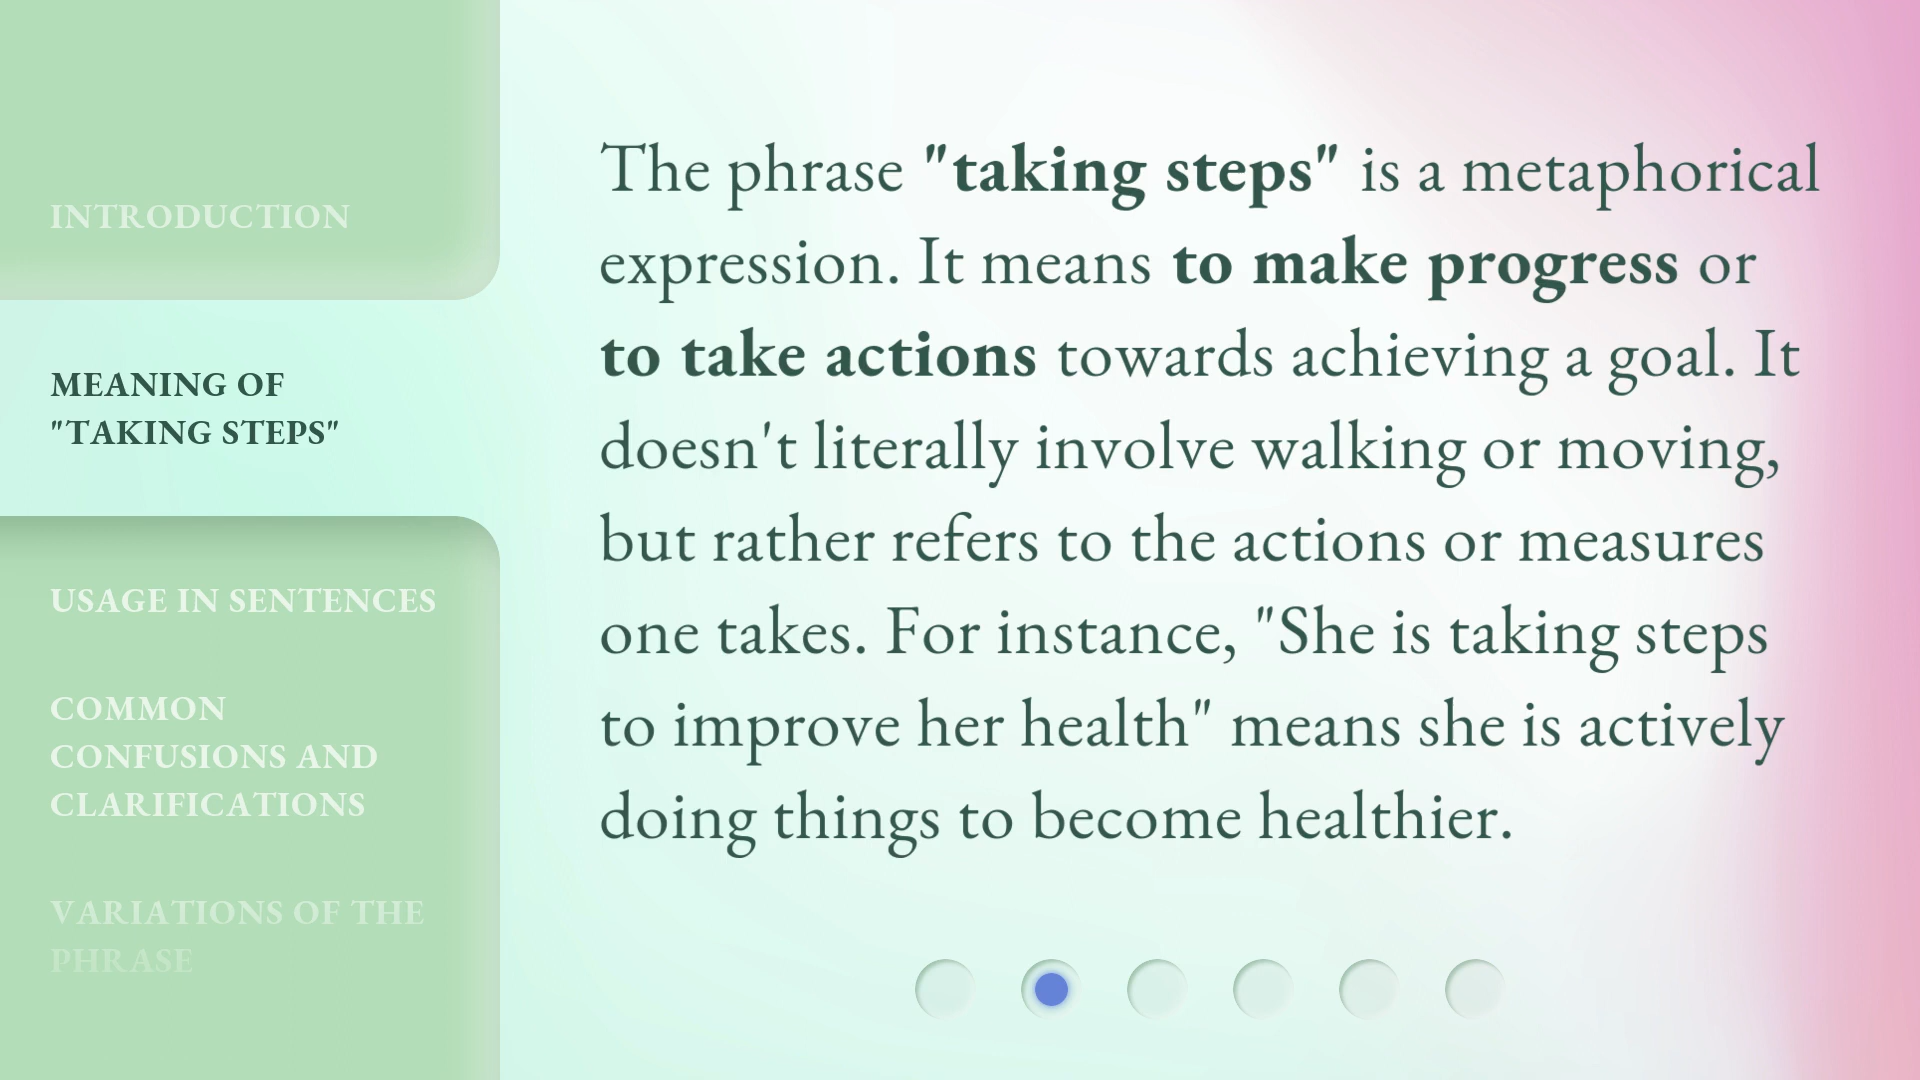 INTRODUCTION
MEANING OF
"TAKING STEPS"
USAGE IN SENTENCES
COMMON
CONFUSIONS AND
CLARIFICATIONS
VARIATIONS OF THE
PHRASE
The phrase "taking steps" is a metaphorical
expression. It means to make progress or
to take actions towards achieving a goal. It
doesn't literally involve walking or moving,
but rather refers to the actions or measures
one takes. For instance, "She is taking steps
to improve her health" means she is actively
doing things to become healthier.